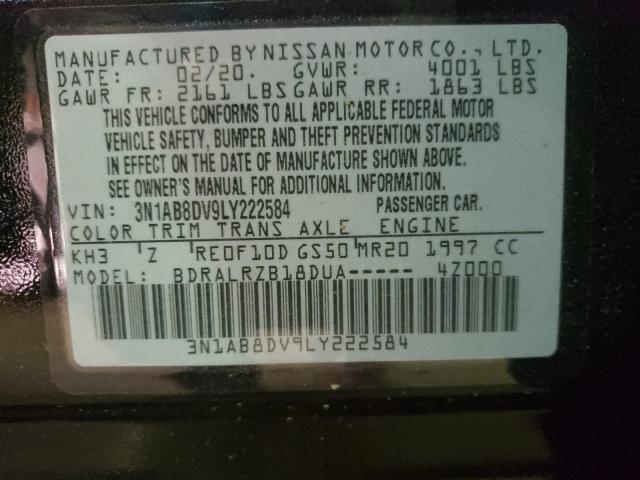 MANUFACTURED BY NISSAN MOTOR CO., LTD.
DATE: 02/20. GVWR: 4001 LBS
GAWR FR: 2161 LBS GAWR RR: 1863 LBS
THIS VEHICLE CONFORMS TO ALL APPLICABLE FEDERAL MOTOR
VEHICLE SAFETY, BUMPER AND THEFT PREVENTION STANDARDS
IN EFFECT ON THE DATE OF MANUFACTURE SHOWN ABOVE.
SEE OWNER'S MANUAL FOR ADDITIONAL INFORMATION.
VIN: 3N1AB8DV9LY222584 PASSENGER CAR.
COLOR TRIM TRANS AXLE ENGINE
KH3 Z RE0F10D GS50 MR20 1997 CC
MODEL: BDRALRZB18DUA----- 4Z000
3N1AB8DV9LY222584